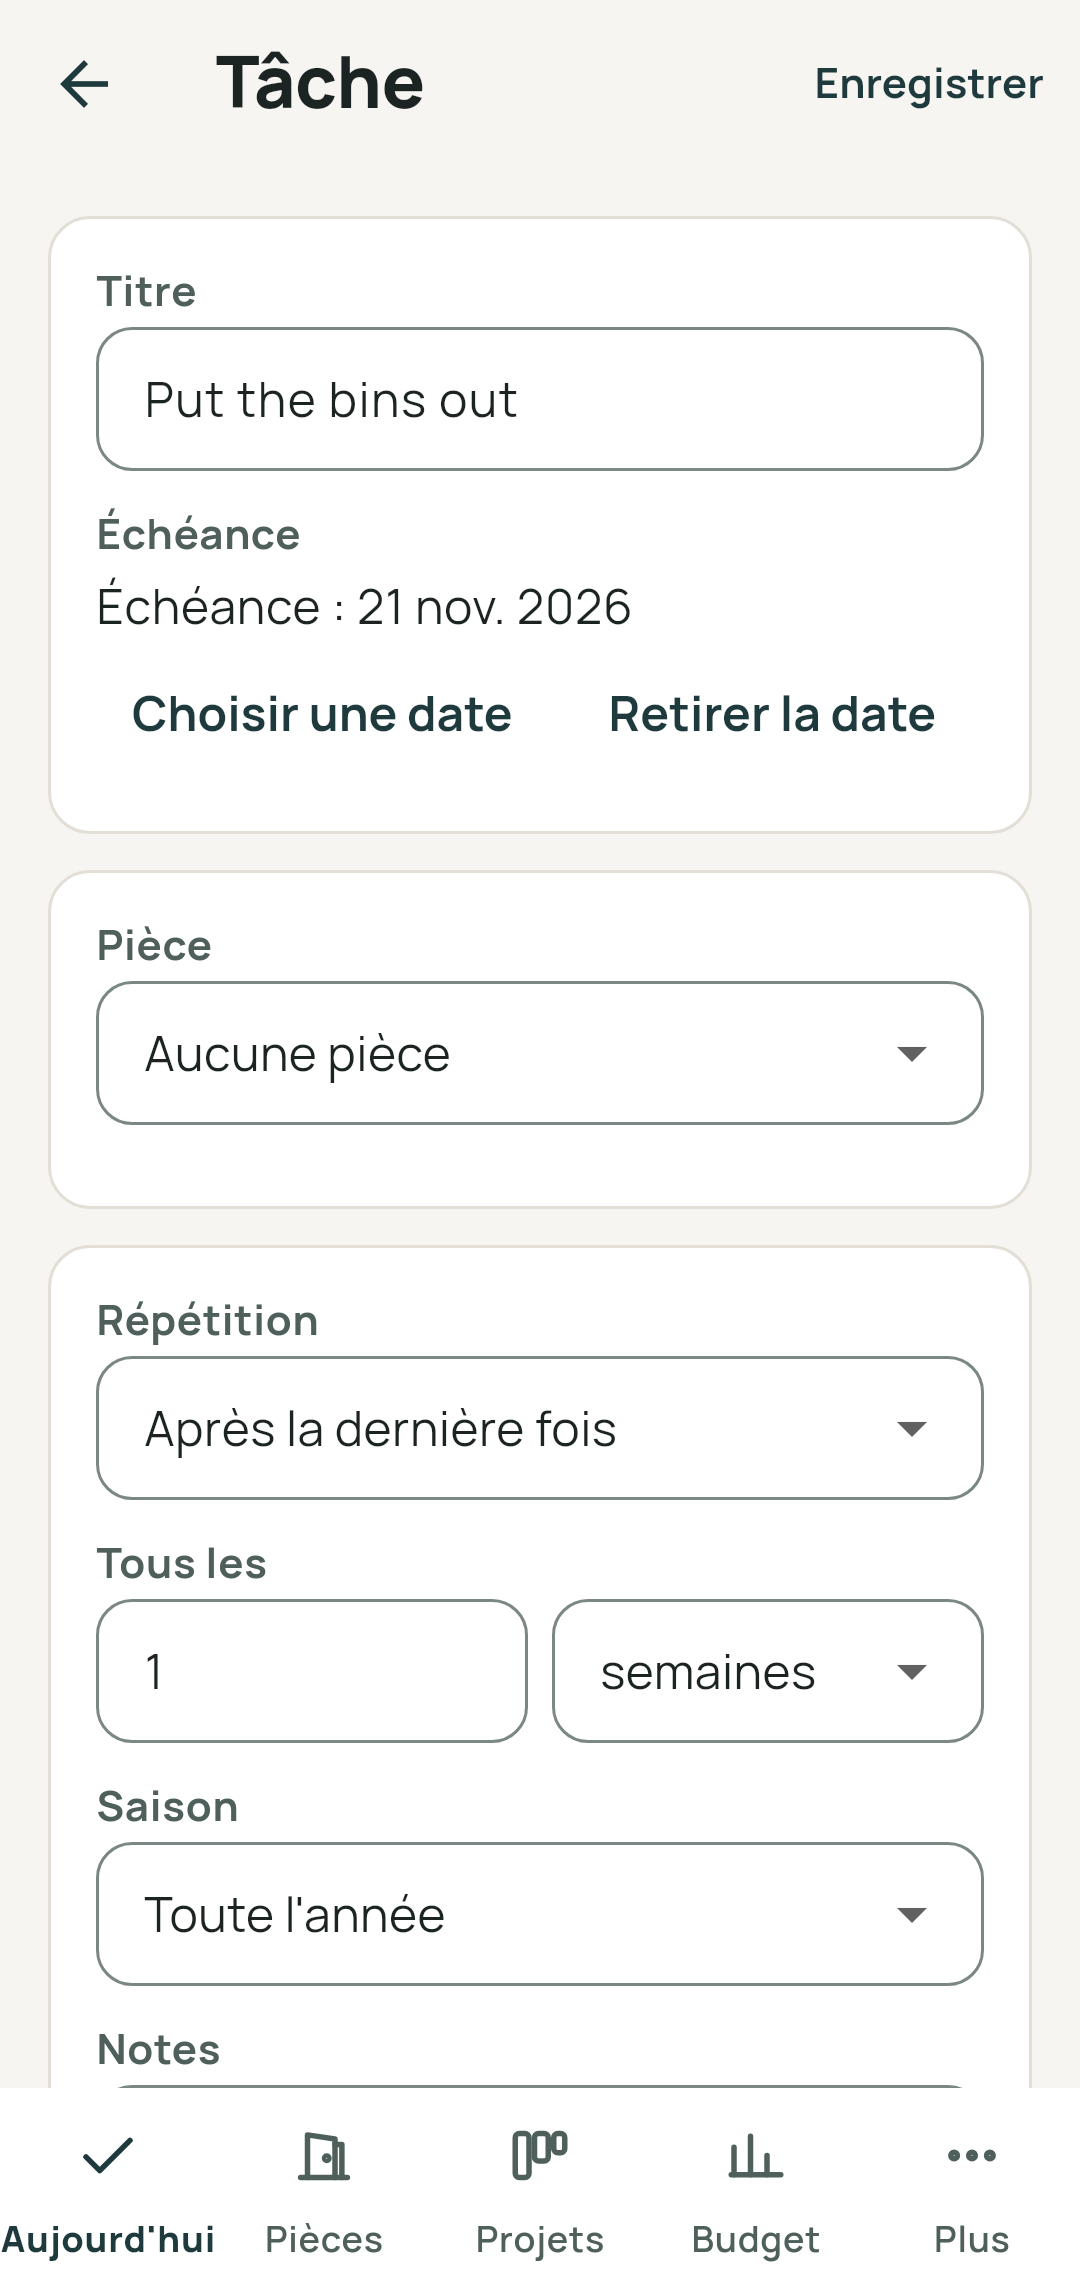 Tâche
Enregistrer
Titre
Put the bins out
Échéance
Échéance : 21 nov. 2026
Choisir une date
Retirer la date
Pièce
Aucune pièce
Répétition
Après la dernière fois
Tous les
1
semaines
Saison
Toute l'année
Notes
Aujourd'hui
Pièces
Projets
Budget
Plus